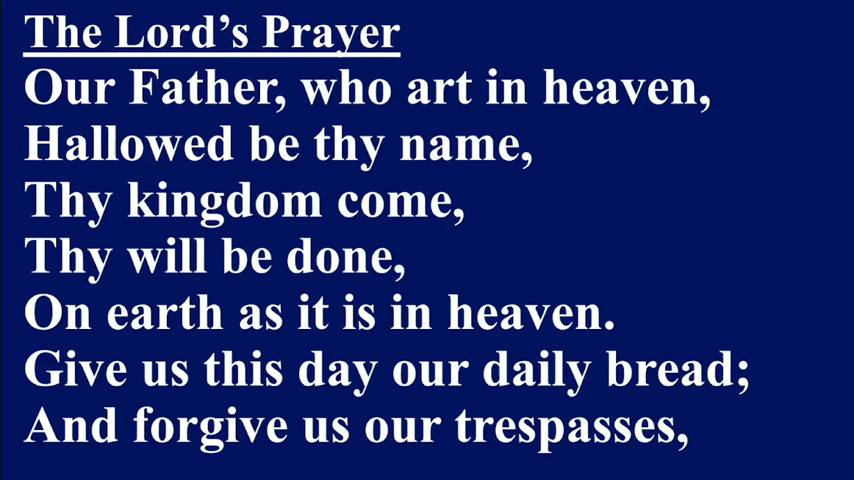 The Lord’s Prayer
Our Father, who art in heaven,
Hallowed be thy name,
Thy kingdom come,
Thy will be done,
On earth as it is in heaven.
Give us this day our daily bread;
And forgive us our trespasses,